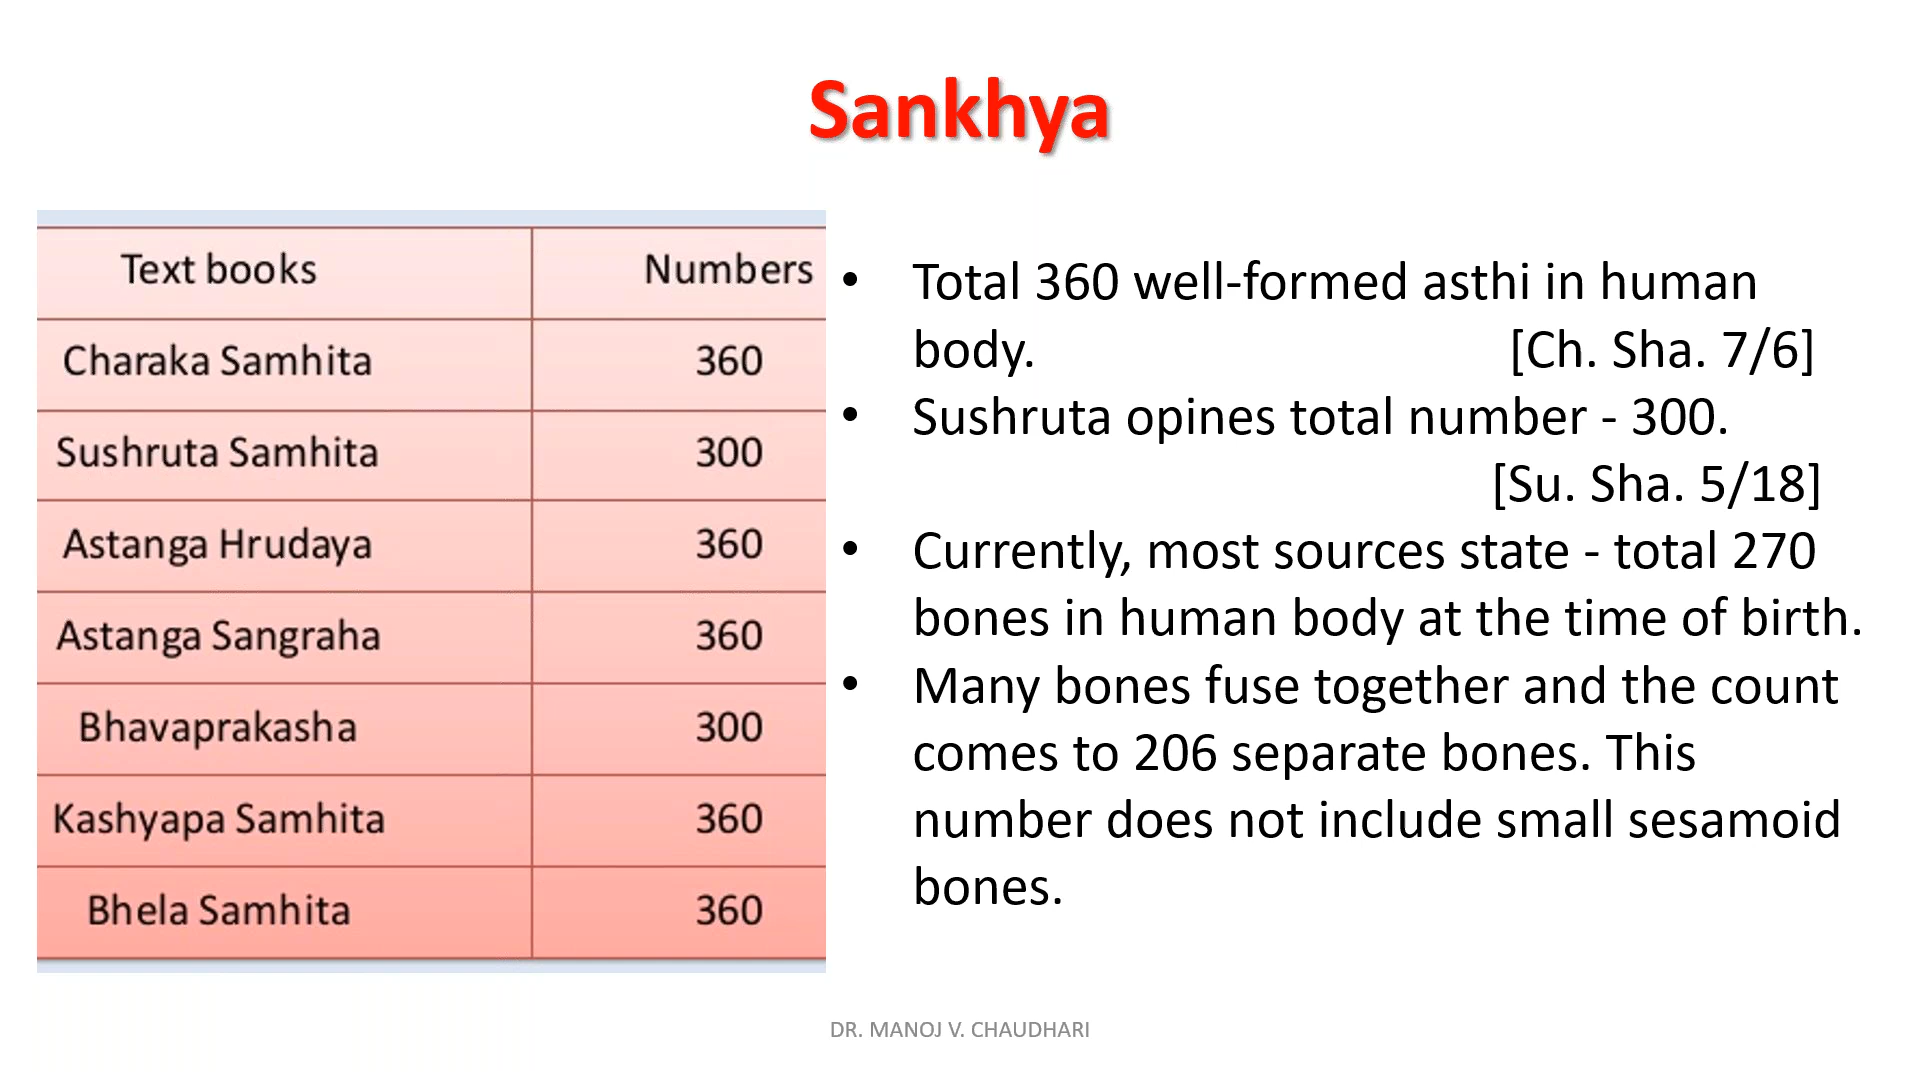 Sankhya
Text books Numbers
Charaka Samhita 360
Sushruta Samhita 300
Astanga Hrudaya 360
Astanga Sangraha 360
Bhavaprakasha 300
Kashyapa Samhita 360
Bhela Samhita 360
• Total 360 well-formed asthi in human
body. [Ch. Sha. 7/6]
• Sushruta opines total number - 300.
[Su. Sha. 5/18]
• Currently, most sources state - total 270
bones in human body at the time of birth.
• Many bones fuse together and the count
comes to 206 separate bones. This
number does not include small sesamoid
bones.
DR. MANOJ V. CHAUDHARI